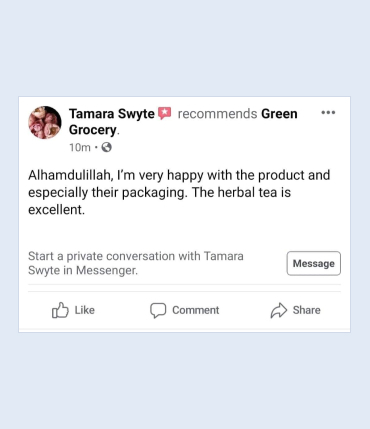 Tamara Swyte recommends Green
Grocery.
10m
Alhamdulillah, I'm very happy with the product and
especially their packaging. The herbal tea is
excellent.
Start a private conversation with Tamara
Swyte in Messenger.
Message
Like
Comment
Share